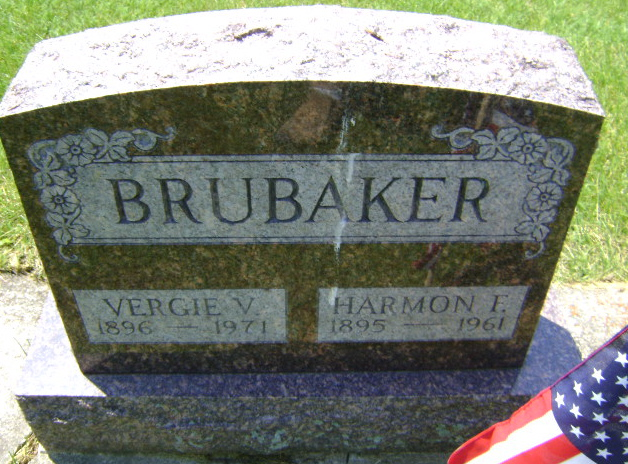 BRUBAKER
VERGIE V.
1896 — 1971
HARMON F.
1895 — 1961